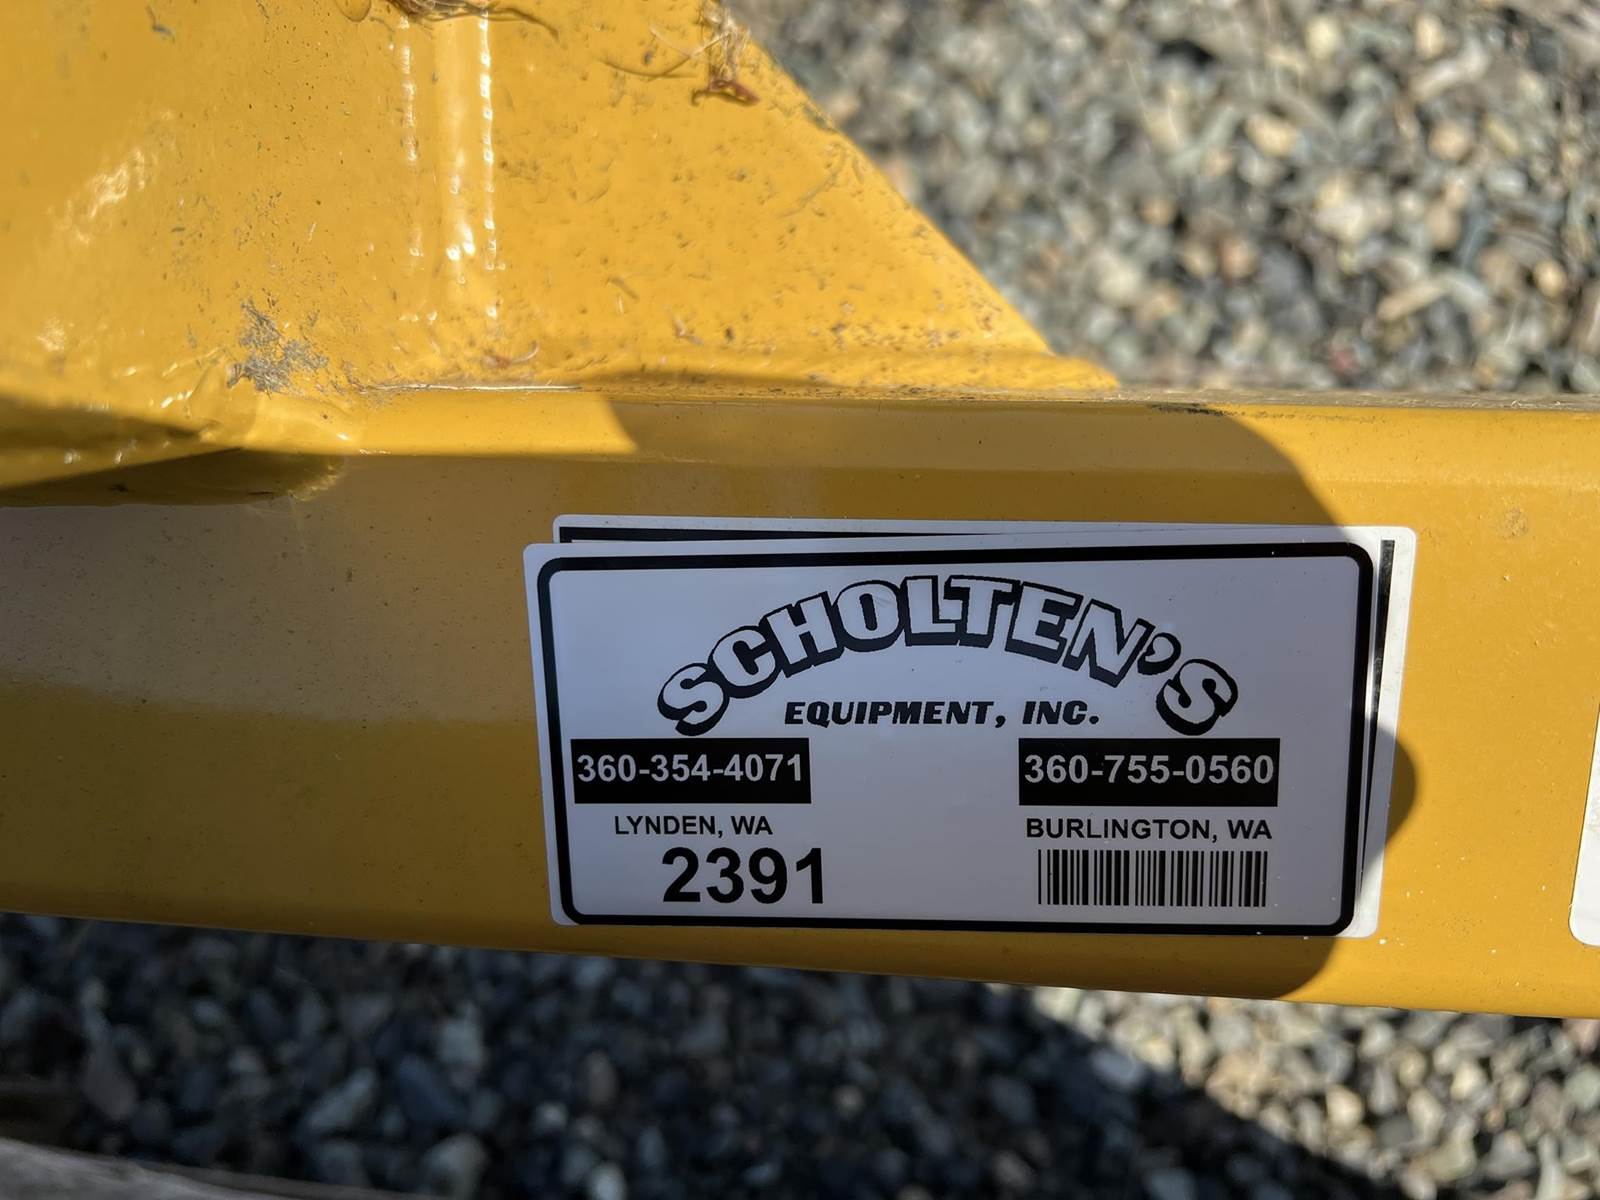 SCHOLTEN'S
EQUIPMENT, INC.
360-354-4071
360-755-0560
LYNDEN, WA
BURLINGTON, WA
2391